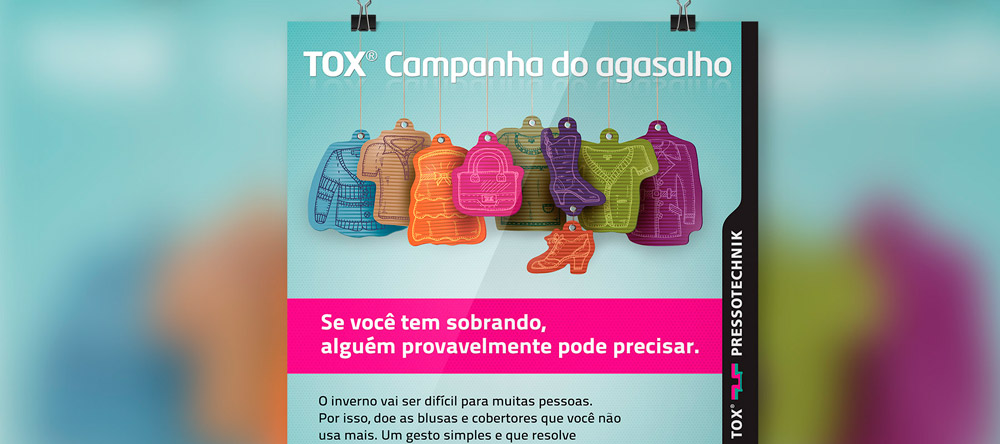 TOX® Campanha do agasalho
Se você tem sobrando,
alguém provavelmente pode precisar.
O inverno vai ser difícil para muitas pessoas.
Por isso, doe as blusas e cobertores que você não
usa mais. Um gesto simples e que resolve
TOX® PRESSOTECHNIK